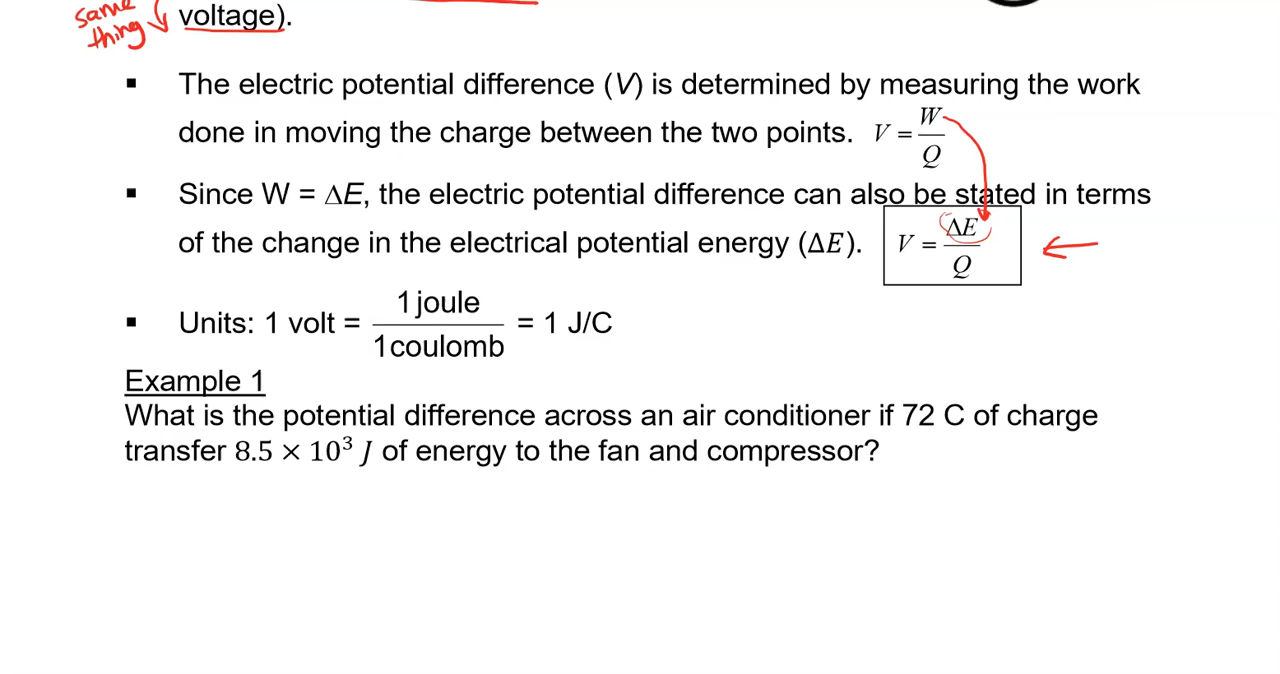 same
thing voltage).
▪ The electric potential difference (V) is determined by measuring the work
done in moving the charge between the two points. V = W/Q
▪ Since W = ΔE, the electric potential difference can also be stated in terms
of the change in the electrical potential energy (ΔE). V = ΔE/Q
▪ Units: 1 volt = 1 joule/1 coulomb = 1 J/C
Example 1
What is the potential difference across an air conditioner if 72 C of charge
transfer 8.5 × 10³ J of energy to the fan and compressor?